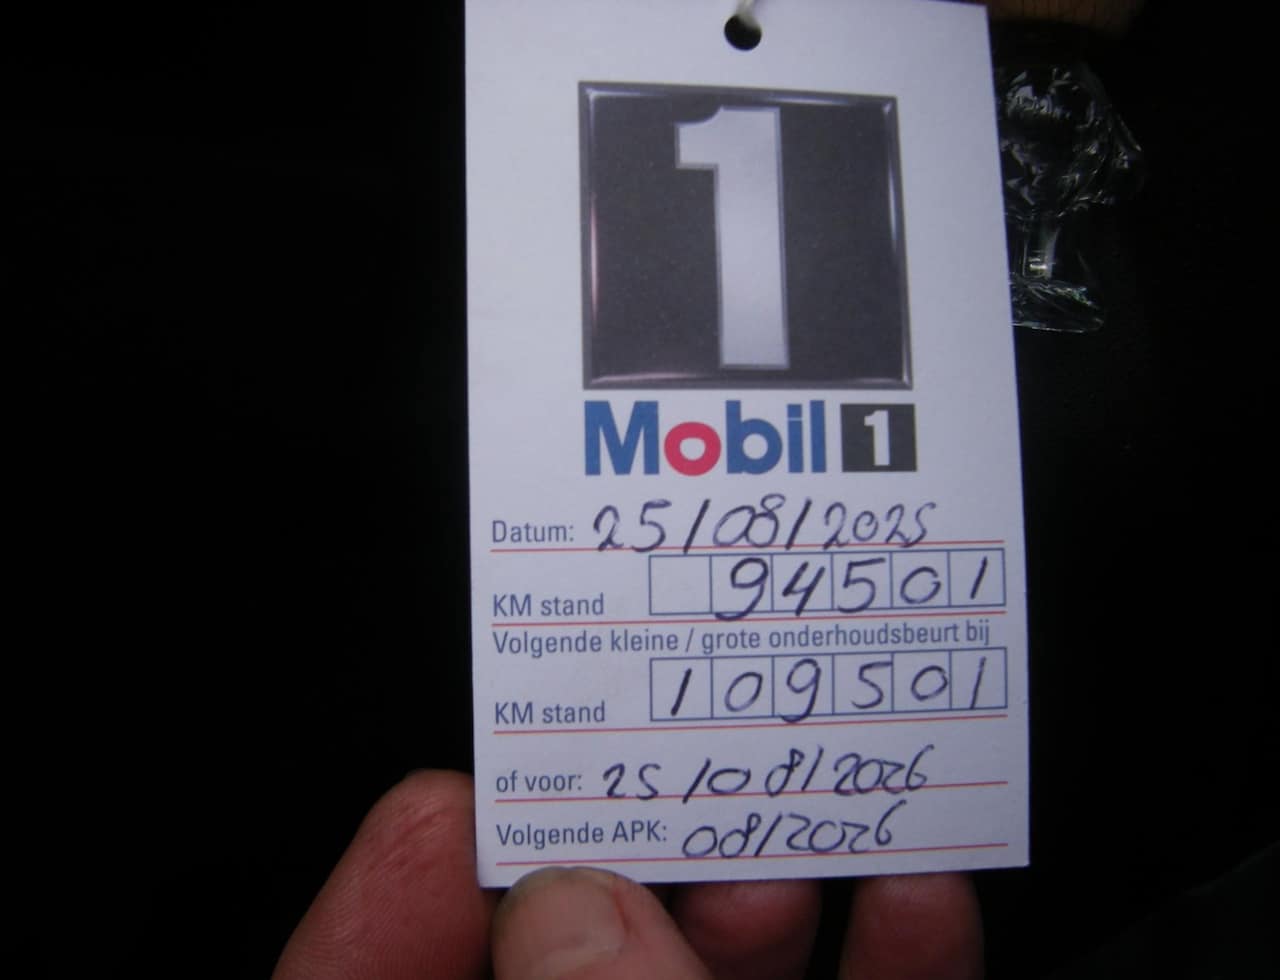 1
Mobil 1
Datum: 25/08/2025
KM stand 94501
Volgende kleine / grote onderhoudsbeurt bij
KM stand 109501
of voor: 25/08/2026
Volgende APK: 08/2026